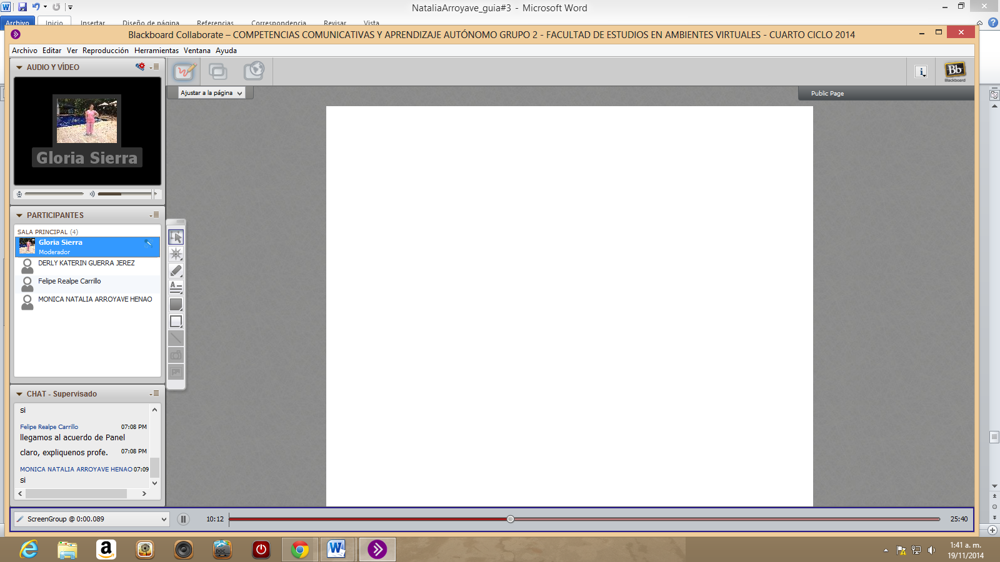 NataliaArroyave_guia#3 - Microsoft Word
Archivo Inicio Insertar Diseño de página Referencias Correspondencia Revisar Vista
Blackboard Collaborate – COMPETENCIAS COMUNICATIVAS Y APRENDIZAJE AUTÓNOMO GRUPO 2 - FACULTAD DE ESTUDIOS EN AMBIENTES VIRTUALES - CUARTO CICLO 2014
Archivo Editar Ver Reproducción Herramientas Ventana Ayuda
AUDIO Y VÍDEO
Bb
Blackboard
Ajustar a la página
Public Page
Gloria Sierra
PARTICIPANTES
SALA PRINCIPAL (4)
Gloria Sierra
Moderador
DERLY KATERIN GUERRA JEREZ
Felipe Realpe Carrillo
MONICA NATALIA ARROYAVE HENAO
CHAT - Supervisado
si
Felipe Realpe Carrillo 07:08 PM
llegamos al acuerdo de Panel
claro, expliquenos profe. 07:08 PM
MONICA NATALIA ARROYAVE HENAO 07:09
si
ScreenGroup @ 0:00.089
10:12
25:40
DOC
1:41 a. m.
19/11/2014